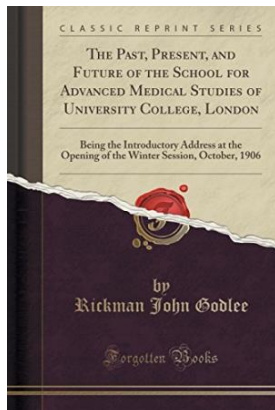 CLASSIC REPRINT SERIES
THE PAST, PRESENT, AND
FUTURE OF THE SCHOOL FOR
ADVANCED MEDICAL STUDIES OF
UNIVERSITY COLLEGE, LONDON
Being the Introductory Address at the
Opening of the Winter Session, October, 1906
by
Rickman John Godlee
Forgotten Books